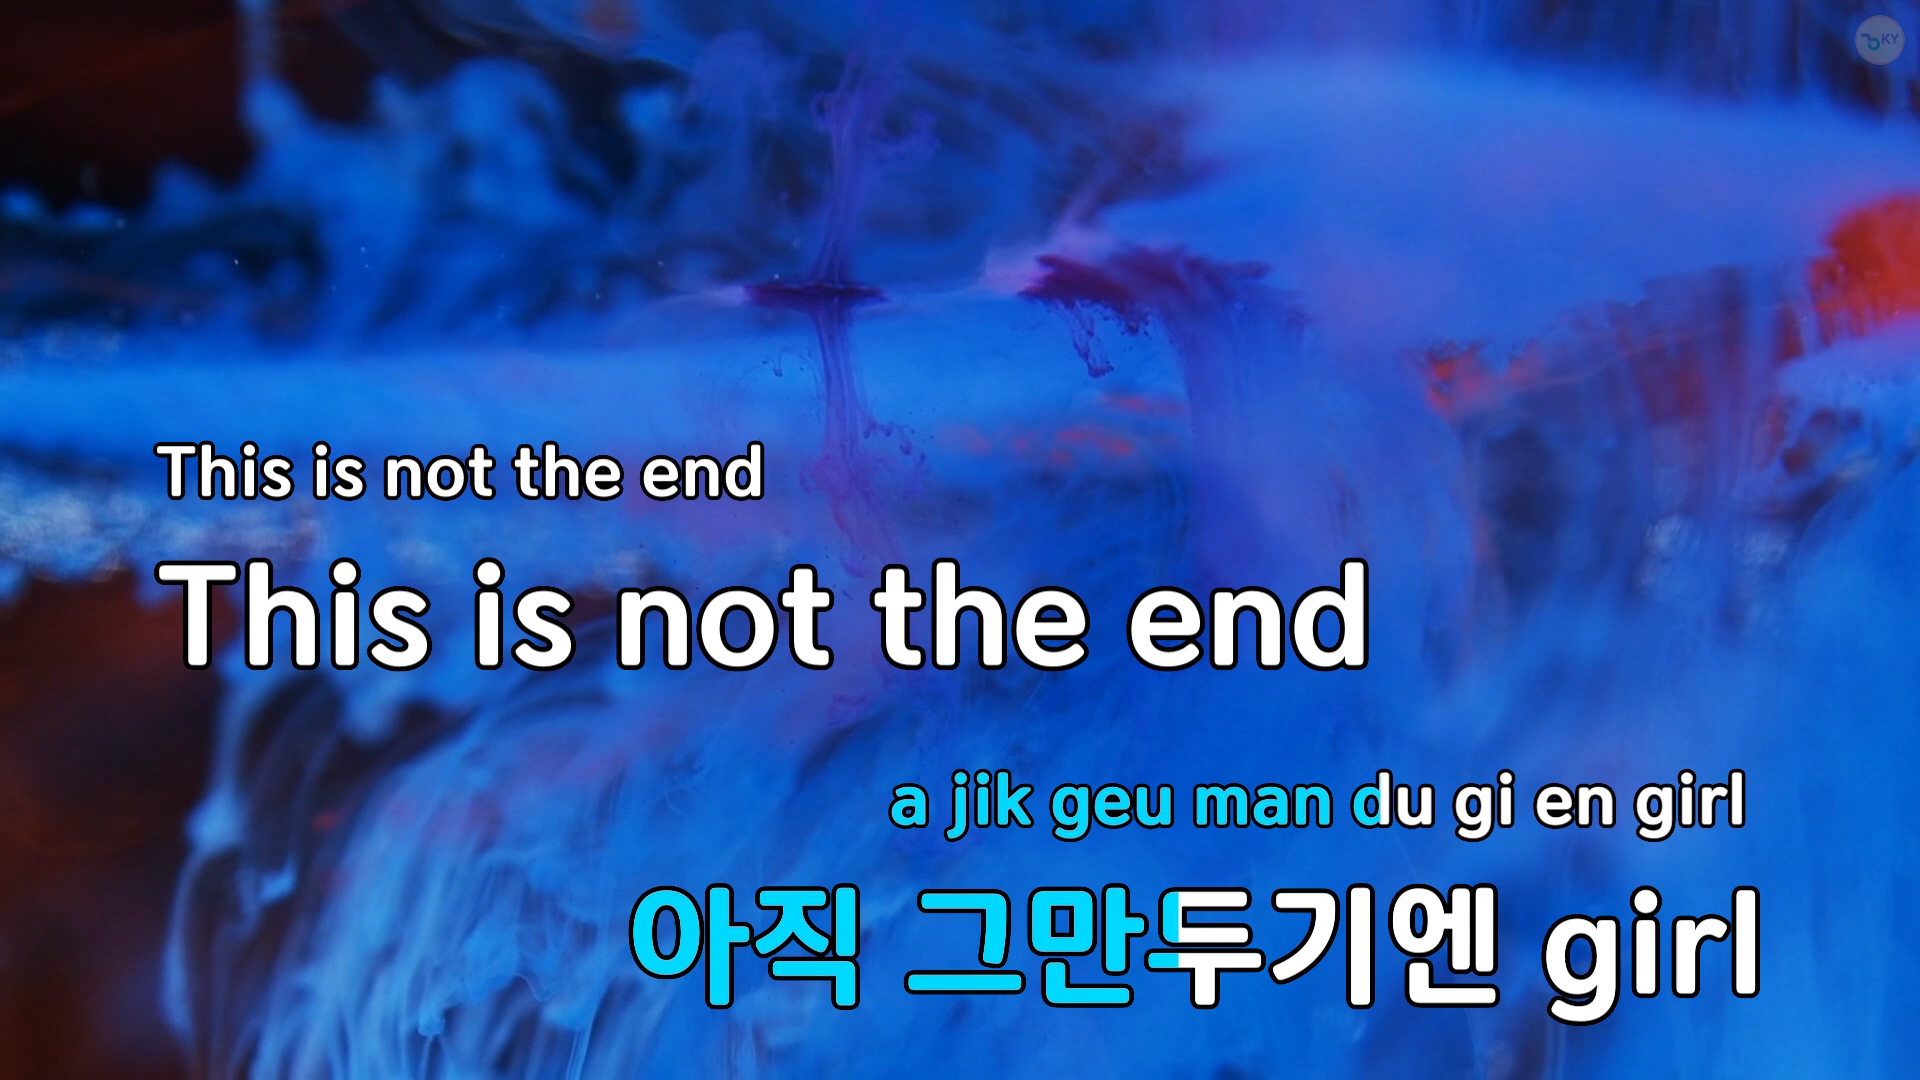 KY
This is not the end
This is not the end
a jik geu man du gi en girl
아직 그만두기엔 girl